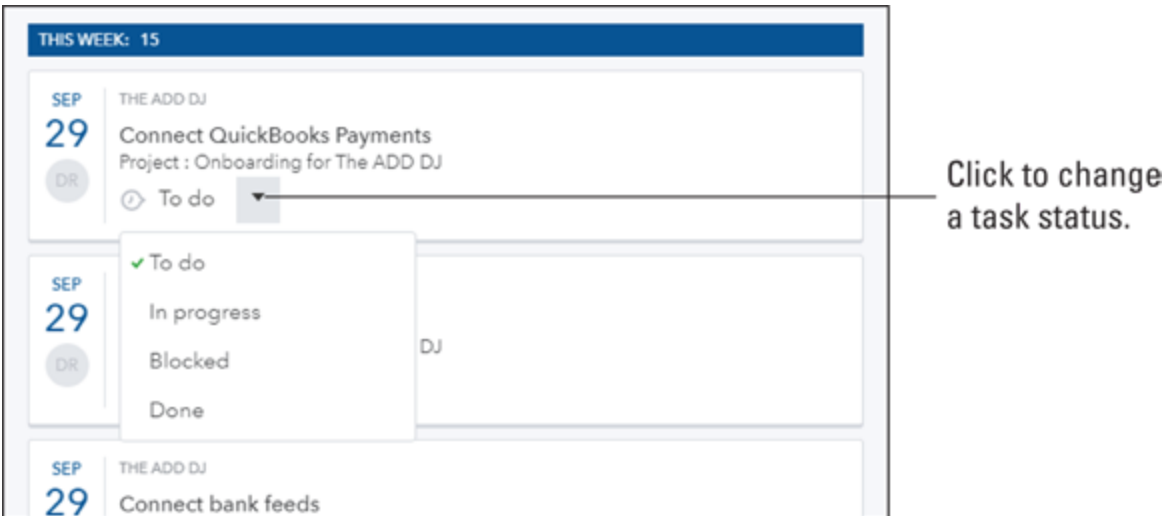 THIS WEEK: 15
SEP
29
DR
THE ADD DJ
Connect QuickBooks Payments
Project : Onboarding for The ADD DJ
To do
Click to change
a task status.
To do
In progress
Blocked
Done
SEP
29
DR
DJ
SEP
29
THE ADD DJ
Connect bank feeds